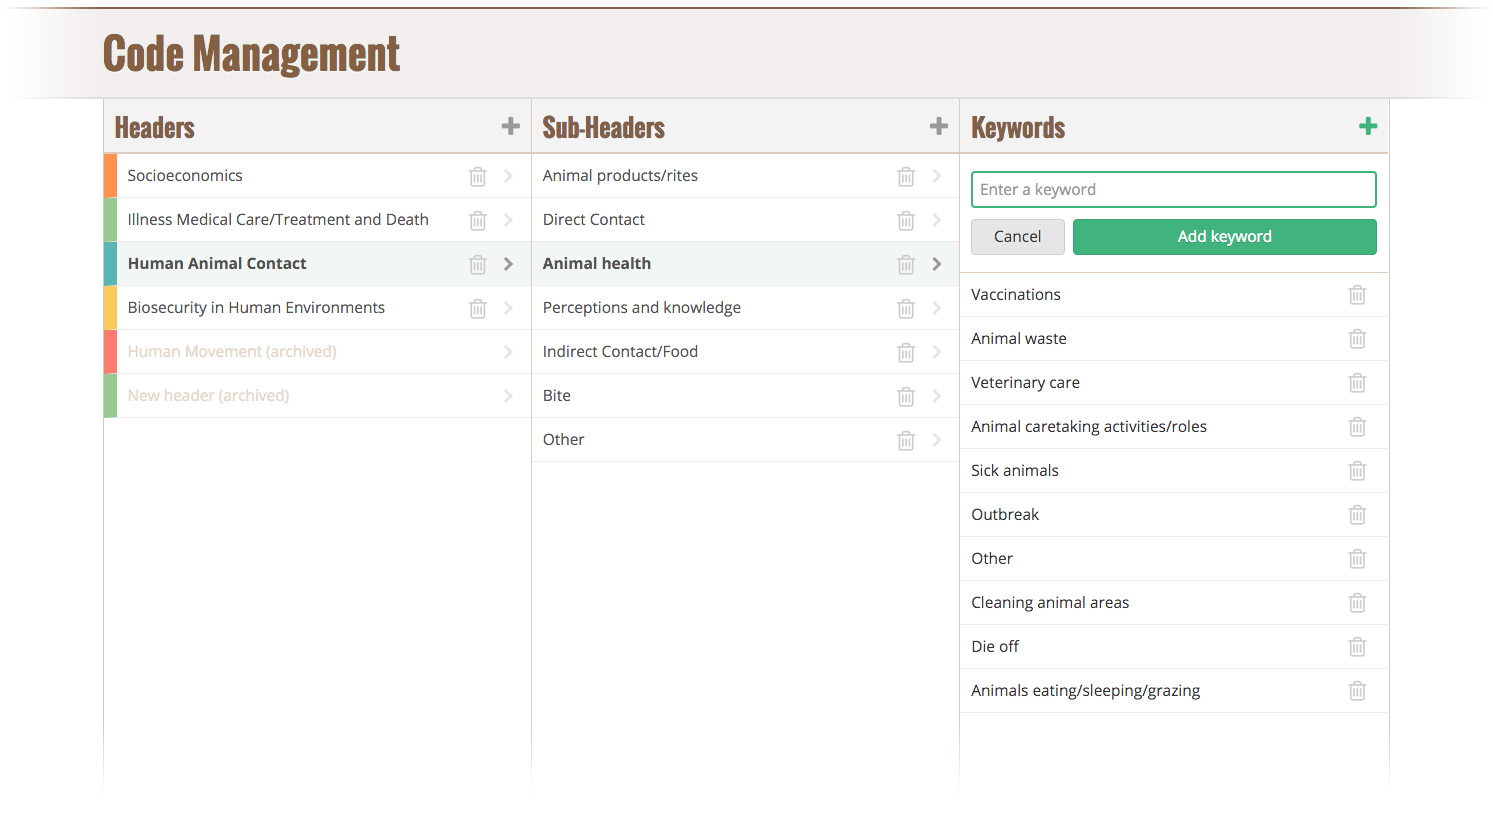 Code Management
Headers
Socioeconomics
Illness Medical Care/Treatment and Death
Human Animal Contact
Biosecurity in Human Environments
Human Movement (archived)
New header (archived)
Sub-Headers
Animal products/rites
Direct Contact
Animal health
Perceptions and knowledge
Indirect Contact/Food
Bite
Other
Keywords
Enter a keyword
Cancel
Add keyword
Vaccinations
Animal waste
Veterinary care
Animal caretaking activities/roles
Sick animals
Outbreak
Other
Cleaning animal areas
Die off
Animals eating/sleeping/grazing